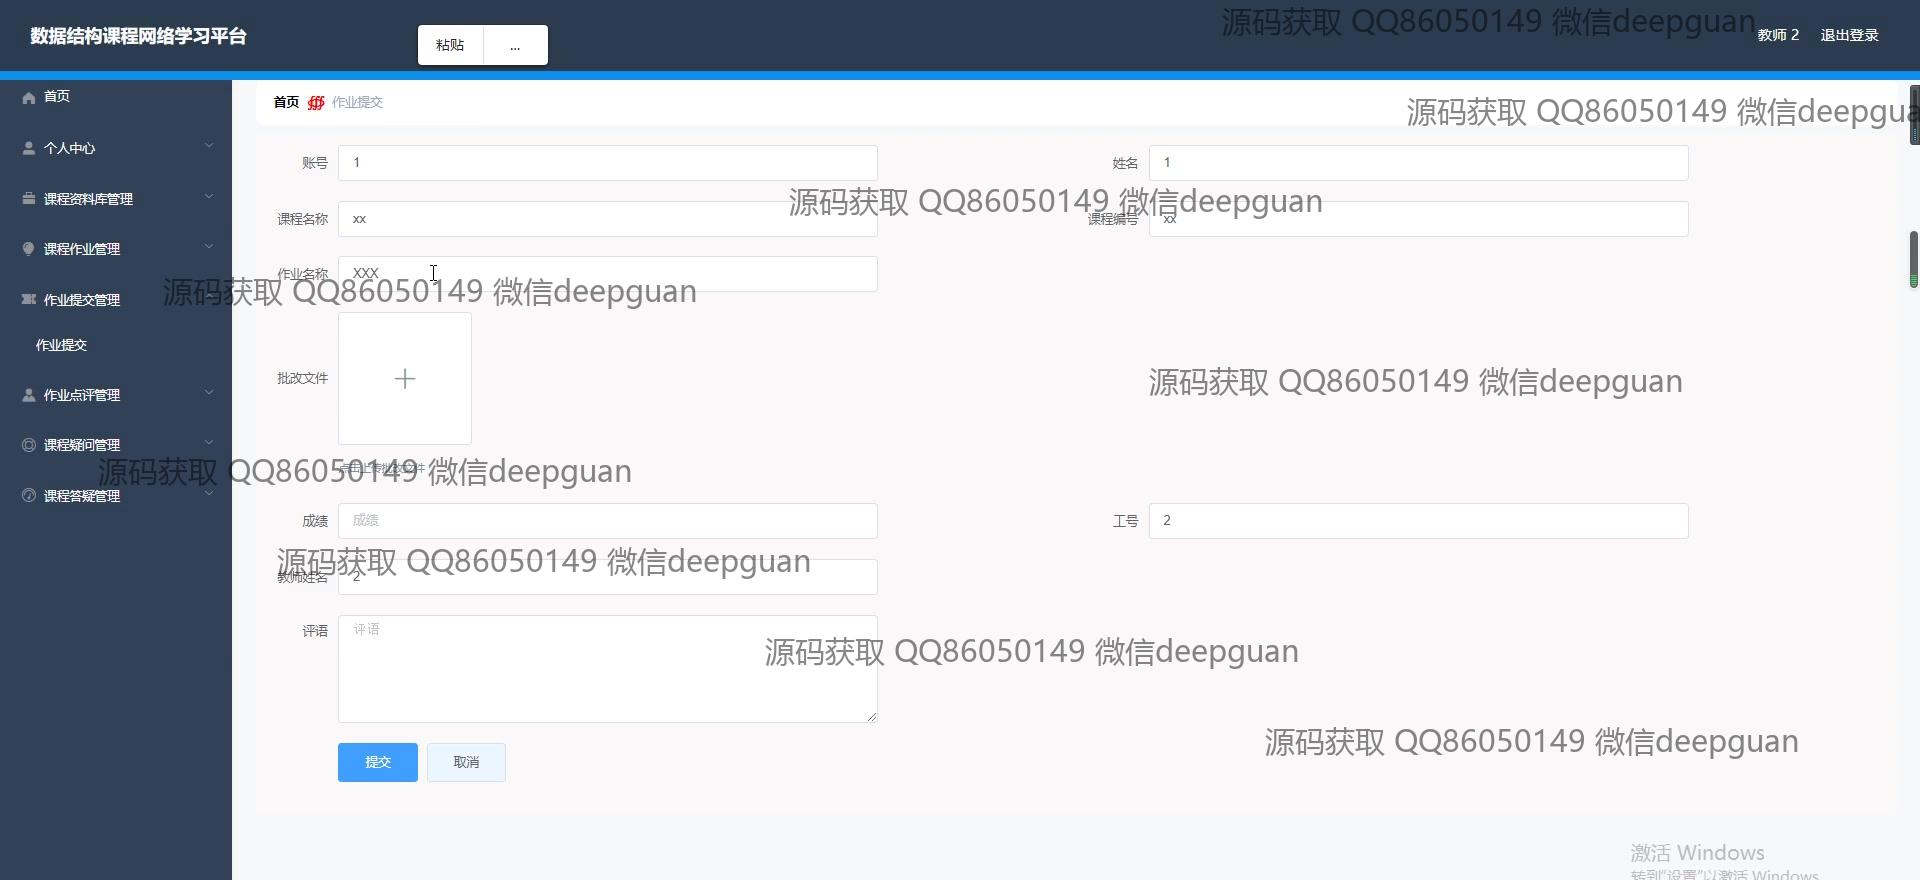 数据结构课程网络学习平台
粘贴
...
源码获取 QQ86050149 微信deepguan
教师 2
退出登录
首页
个人中心
课程资料库管理
课程作业管理
作业提交管理
作业提交
作业点评管理
课程疑问管理
课程答疑管理
首页 作业提交
源码获取 QQ86050149 微信deepgua
账号 1
姓名 1
源码获取 QQ86050149 微信deepguan
课程名称 xx
课程编号 xx
作业名称 XXX
源码获取 QQ86050149 微信deepguan
批改文件
源码获取 QQ86050149 微信deepguan
点击上传批改文件
源码获取 QQ86050149 微信deepguan
成绩 成绩
工号 2
源码获取 QQ86050149 微信deepguan
教师姓名 2
评语 评语
源码获取 QQ86050149 微信deepguan
源码获取 QQ86050149 微信deepguan
提交
取消
激活 Windows
转到"设置"以激活 Windows